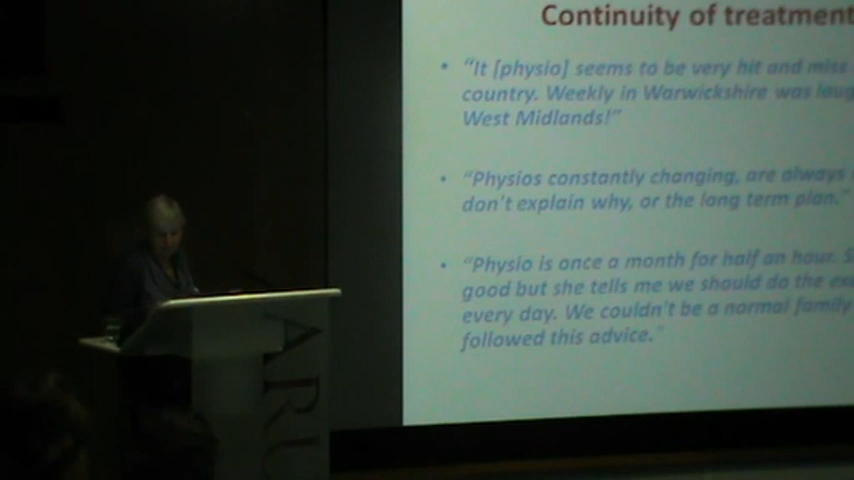 Continuity of treatment
• "It [physio] seems to be very hit and miss
country. Weekly in Warwickshire was
West Midlands!"
• "Physios constantly changing, are always
don't explain why, or the long term plan."
• "Physio is once a month for half an hour.
good but she tells me we should do the
every day. We couldn't be a normal family
followed this advice."
ARU